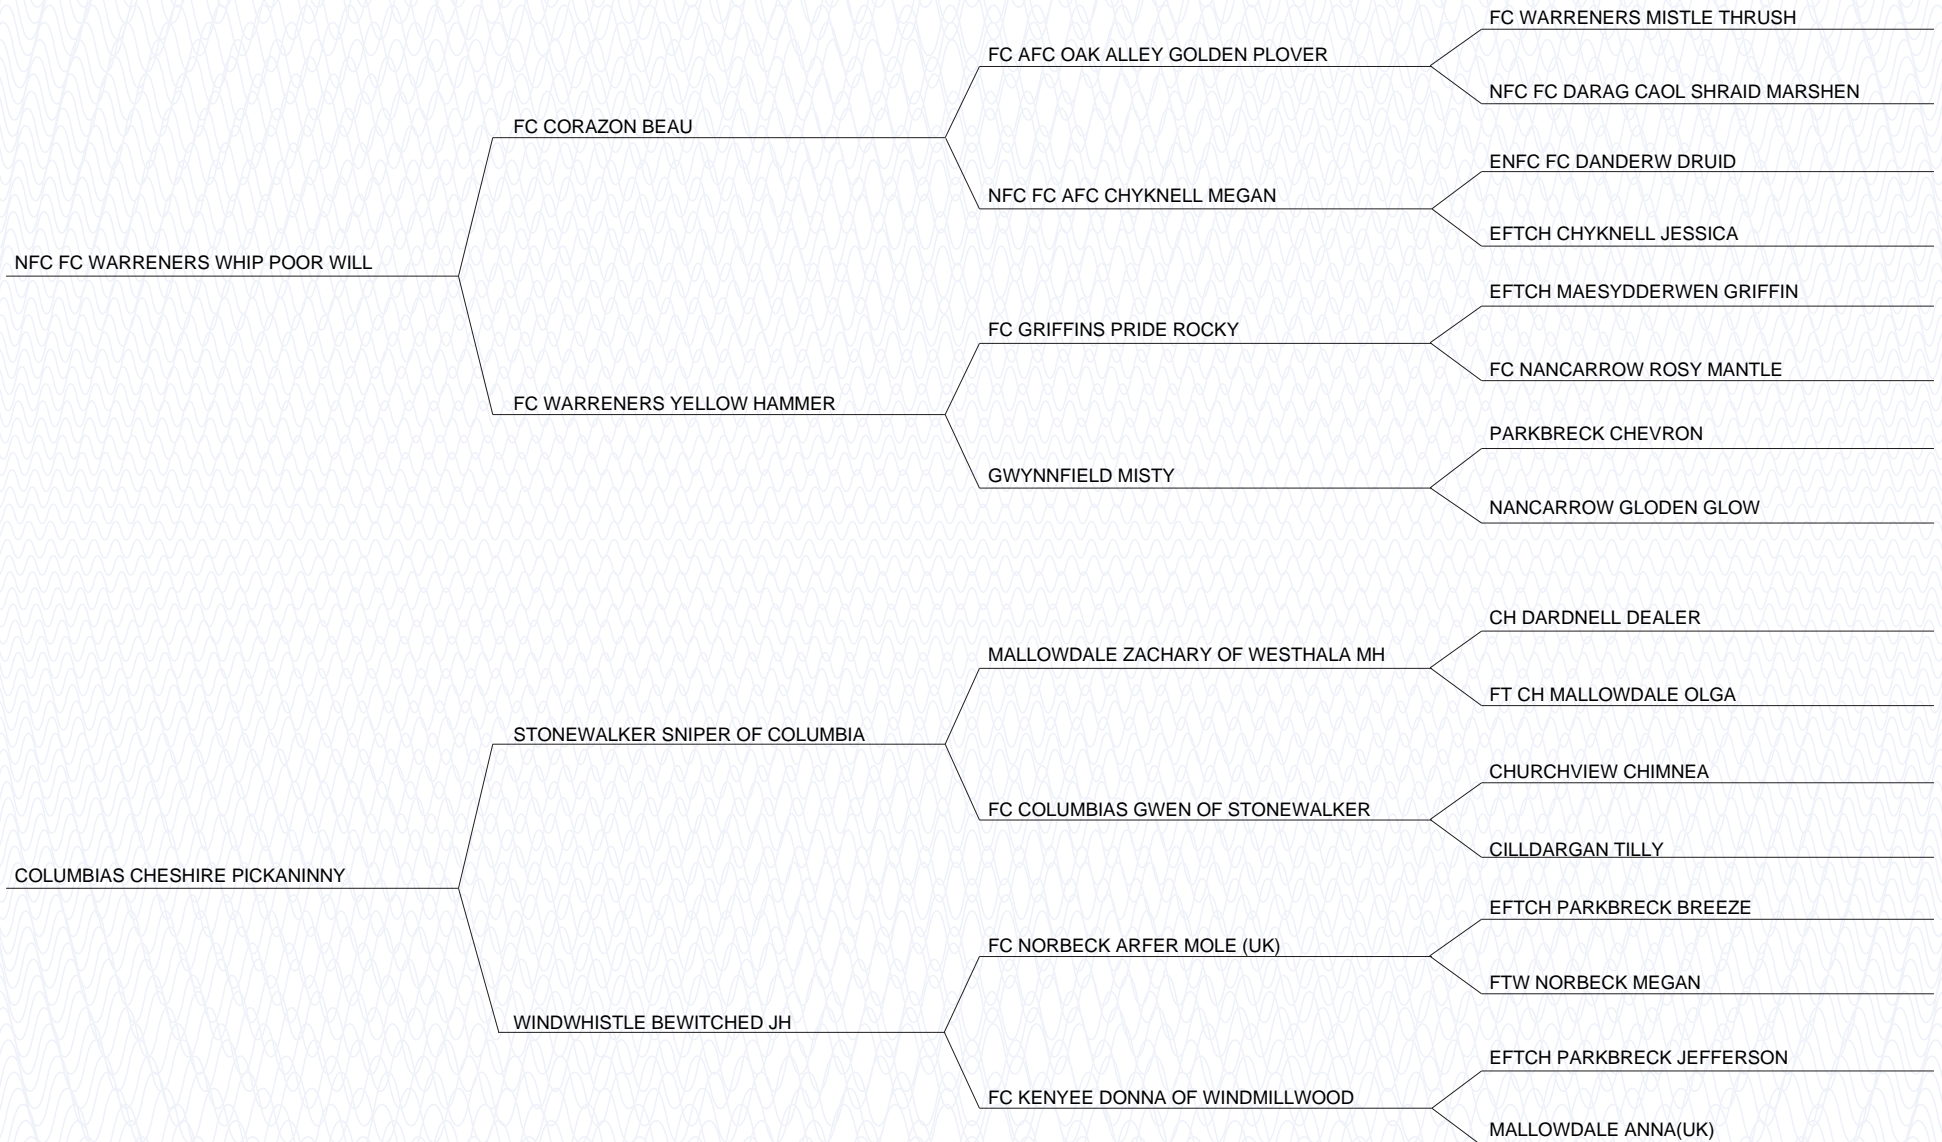 FC WARRENERS MISTLE THRUSH
FC AFC OAK ALLEY GOLDEN PLOVER
NFC FC DARAG CAOL SHRAID MARSHEN
FC CORAZON BEAU
ENFC FC DANDERW DRUID
NFC FC AFC CHYKNELL MEGAN
EFTCH CHYKNELL JESSICA
NFC FC WARRENERS WHIP POOR WILL
EFTCH MAESYDDERWEN GRIFFIN
FC GRIFFINS PRIDE ROCKY
FC NANCARROW ROSY MANTLE
FC WARRENERS YELLOW HAMMER
PARKBRECK CHEVRON
GWYNNFIELD MISTY
NANCARROW GLODEN GLOW
CH DARDNELL DEALER
MALLOWDALE ZACHARY OF WESTHALA MH
FT CH MALLOWDALE OLGA
STONEWALKER SNIPER OF COLUMBIA
CHURCHVIEW CHIMNEA
FC COLUMBIAS GWEN OF STONEWALKER
CILLDARGAN TILLY
COLUMBIAS CHESHIRE PICKANINNY
EFTCH PARKBRECK BREEZE
FC NORBECK ARFER MOLE (UK)
FTW NORBECK MEGAN
WINDWHISTLE BEWITCHED JH
EFTCH PARKBRECK JEFFERSON
FC KENYEE DONNA OF WINDMILLWOOD
MALLOWDALE ANNA(UK)